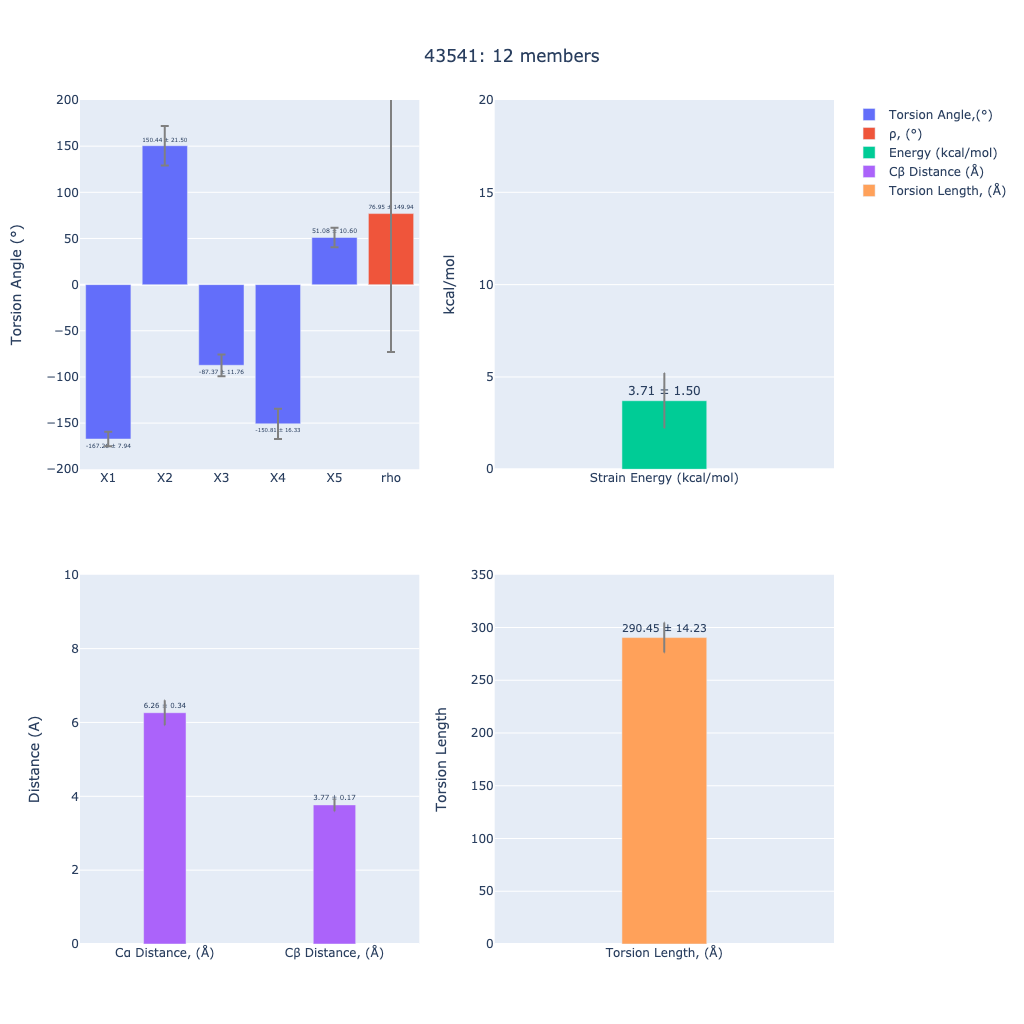 43541: 12 members
200
150
100
50
0
−50
−100
−150
−200
Torsion Angle (°)
150.44 ± 21.50
-87.37 ± 11.76
-150.81 ± 16.33
51.08 ± 10.60
76.95 ± 149.94
X1
X2
X3
X4
X5
rho
20
15
10
5
0
kcal/mol
3.71 ± 1.50
Strain Energy (kcal/mol)
Torsion Angle,(°)
ρ, (°)
Energy (kcal/mol)
Cβ Distance (Å)
Torsion Length, (Å)
10
8
6
4
2
0
Distance (A)
6.26 ± 0.34
3.77 ± 0.17
Cα Distance, (Å)
Cβ Distance, (Å)
350
300
250
200
150
100
50
0
Torsion Length
290.45 ± 14.23
Torsion Length, (Å)